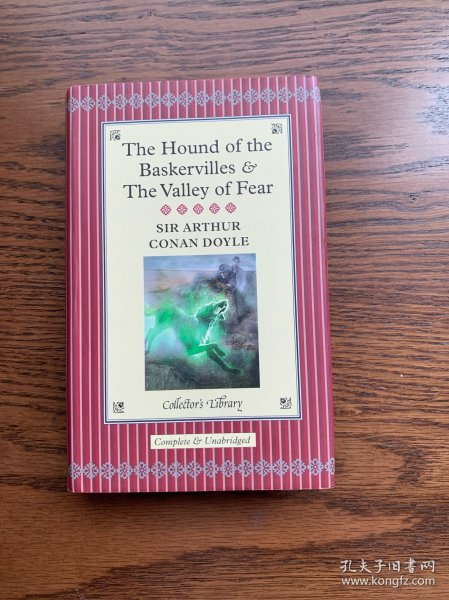 The Hound of the
Baskervilles &
The Valley of Fear
SIR ARTHUR
CONAN DOYLE
Collector's Library
Complete & Unabridged
孔夫子旧书网
www.kongfz.com